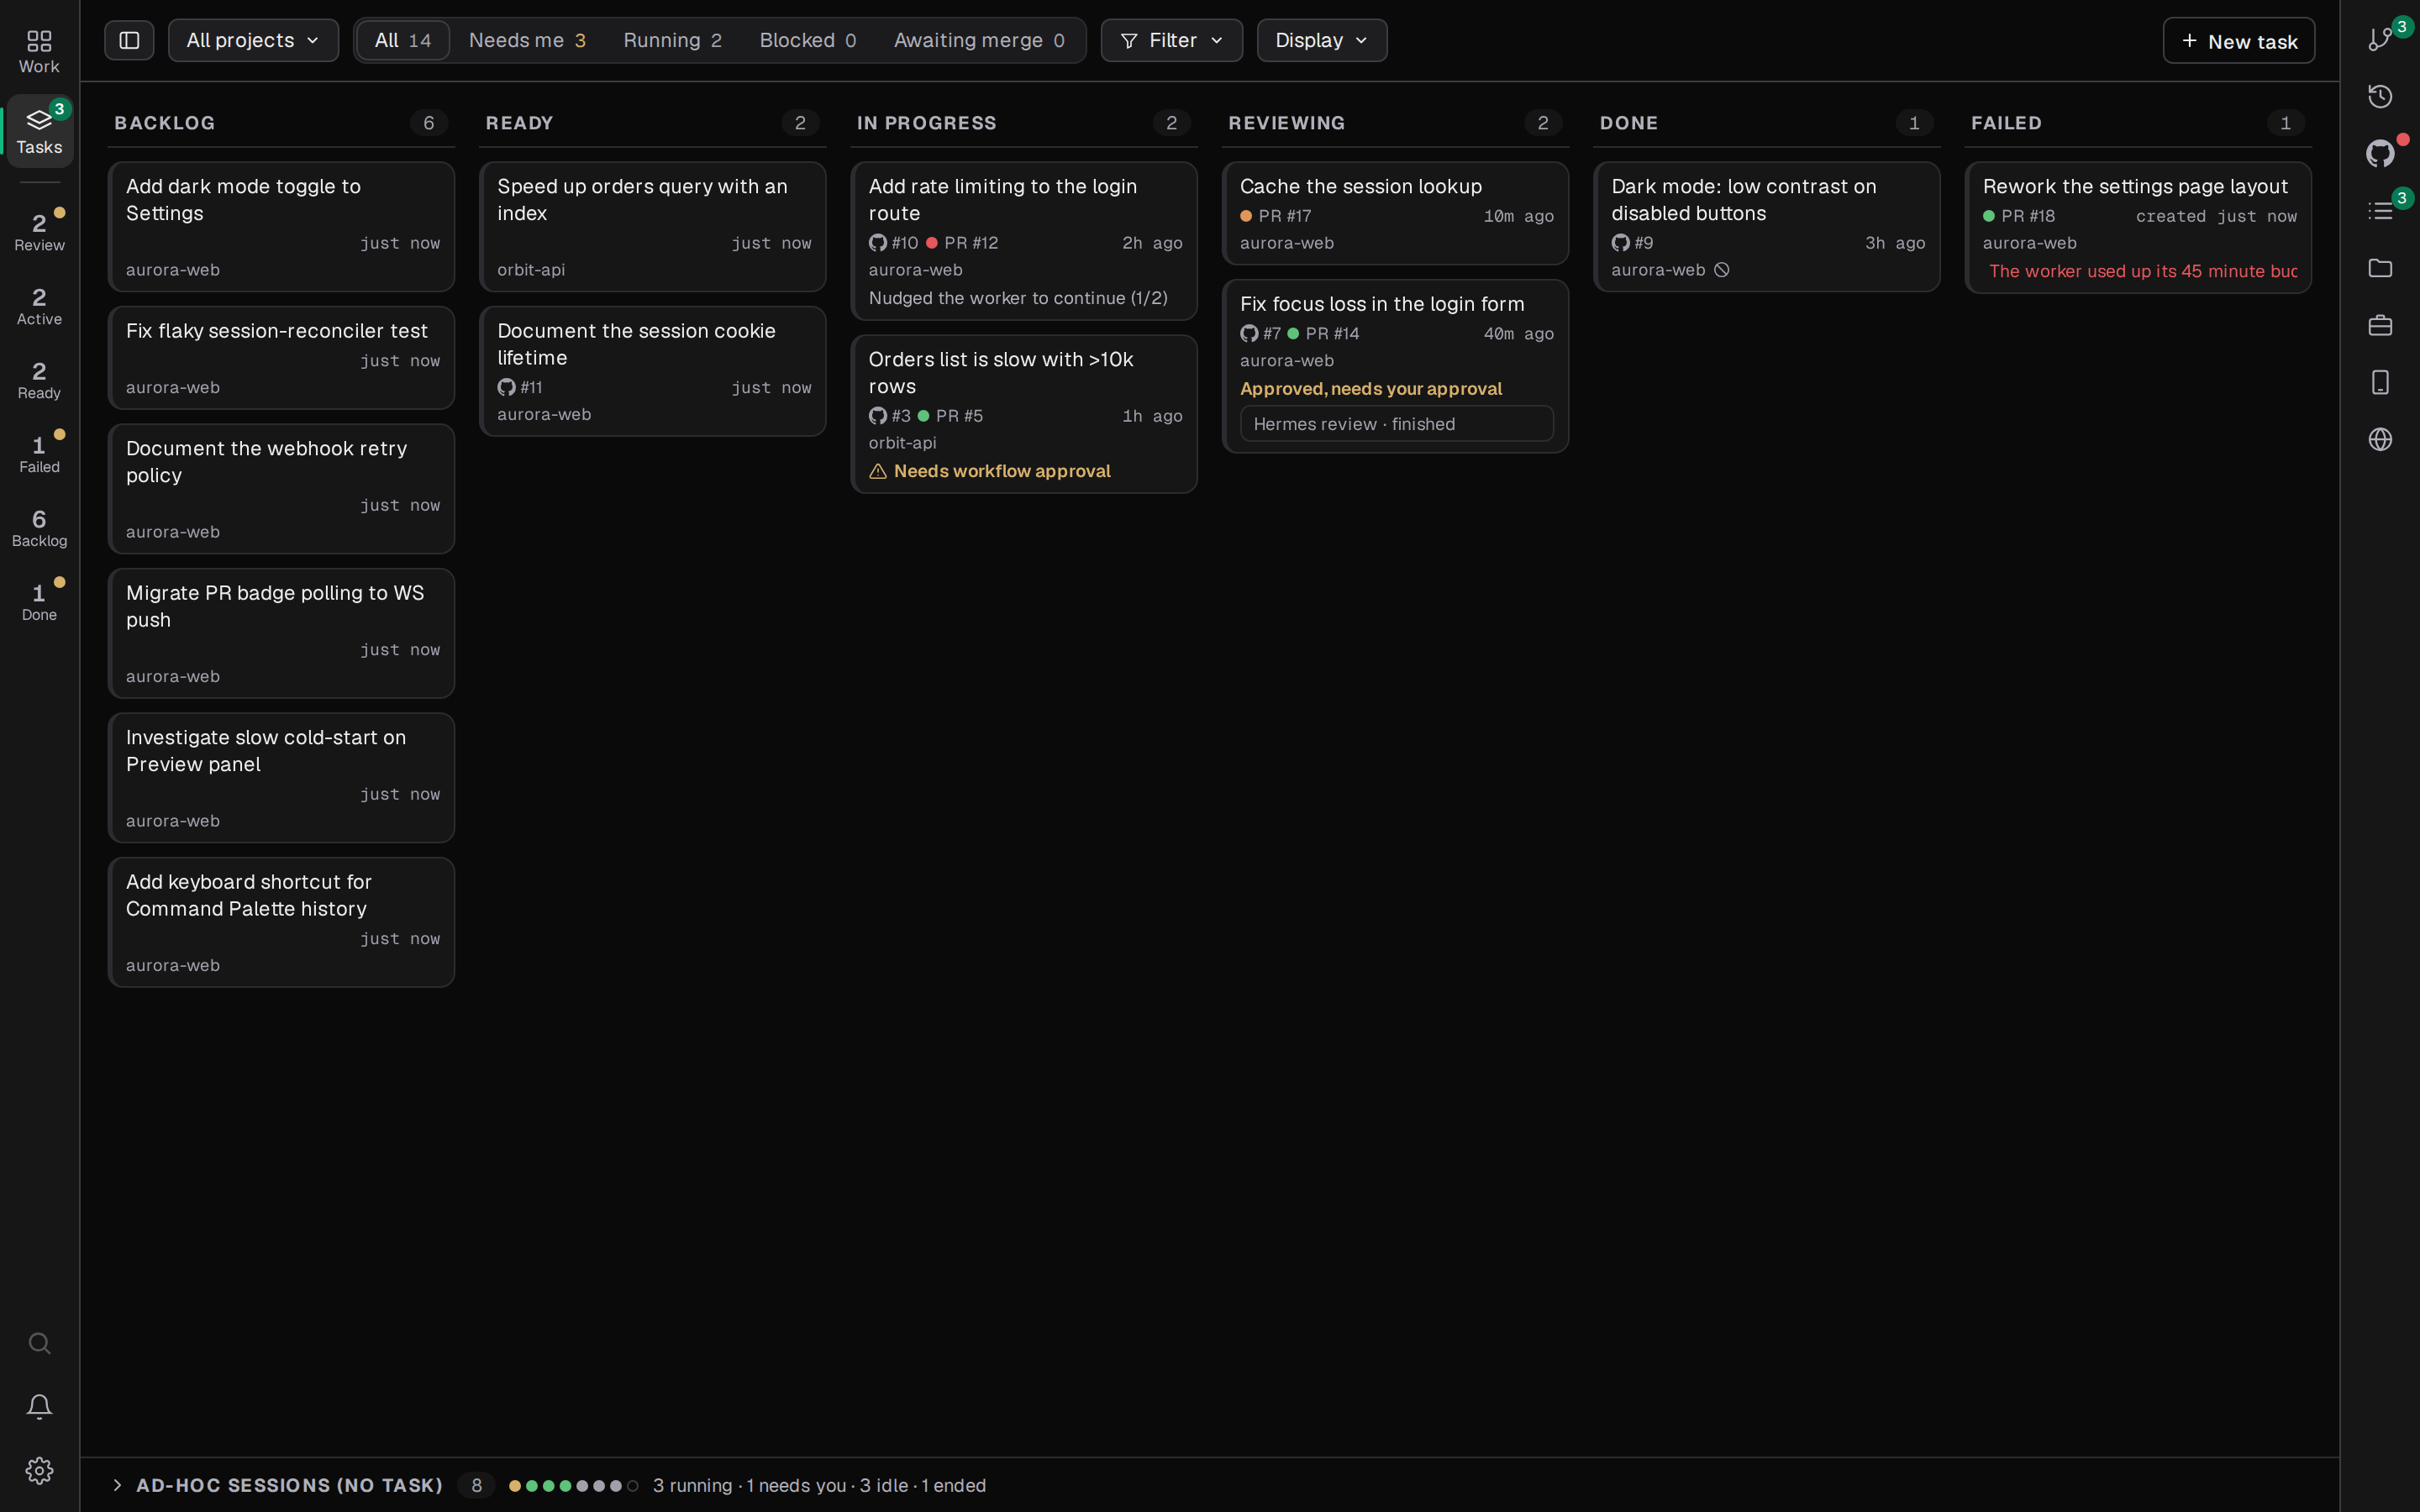 Work
3
Tasks
2
Review
2
Active
2
Ready
1
Failed
6
Backlog
1
Done
All projects
All 14
Needs me 3
Running 2
Blocked 0
Awaiting merge 0
Filter
Display
+ New task
BACKLOG 6
Add dark mode toggle to
Settings
just now
aurora-web
Fix flaky session-reconciler test
just now
aurora-web
Document the webhook retry
policy
just now
aurora-web
Migrate PR badge polling to WS
push
just now
aurora-web
Investigate slow cold-start on
Preview panel
just now
aurora-web
Add keyboard shortcut for
Command Palette history
just now
aurora-web
READY 2
Speed up orders query with an
index
just now
orbit-api
Document the session cookie
lifetime
#11 just now
aurora-web
IN PROGRESS 2
Add rate limiting to the login
route
#10 PR #12 2h ago
aurora-web
Nudged the worker to continue (1/2)
Orders list is slow with >10k
rows
#3 PR #5 1h ago
orbit-api
Needs workflow approval
REVIEWING 2
Cache the session lookup
PR #17 10m ago
aurora-web
Fix focus loss in the login form
#7 PR #14 40m ago
aurora-web
Approved, needs your approval
Hermes review · finished
DONE 1
Dark mode: low contrast on
disabled buttons
#9 3h ago
aurora-web
FAILED 1
Rework the settings page layout
PR #18 created just now
aurora-web
The worker used up its 45 minute buc
3
3
AD-HOC SESSIONS (NO TASK) 8 3 running · 1 needs you · 3 idle · 1 ended